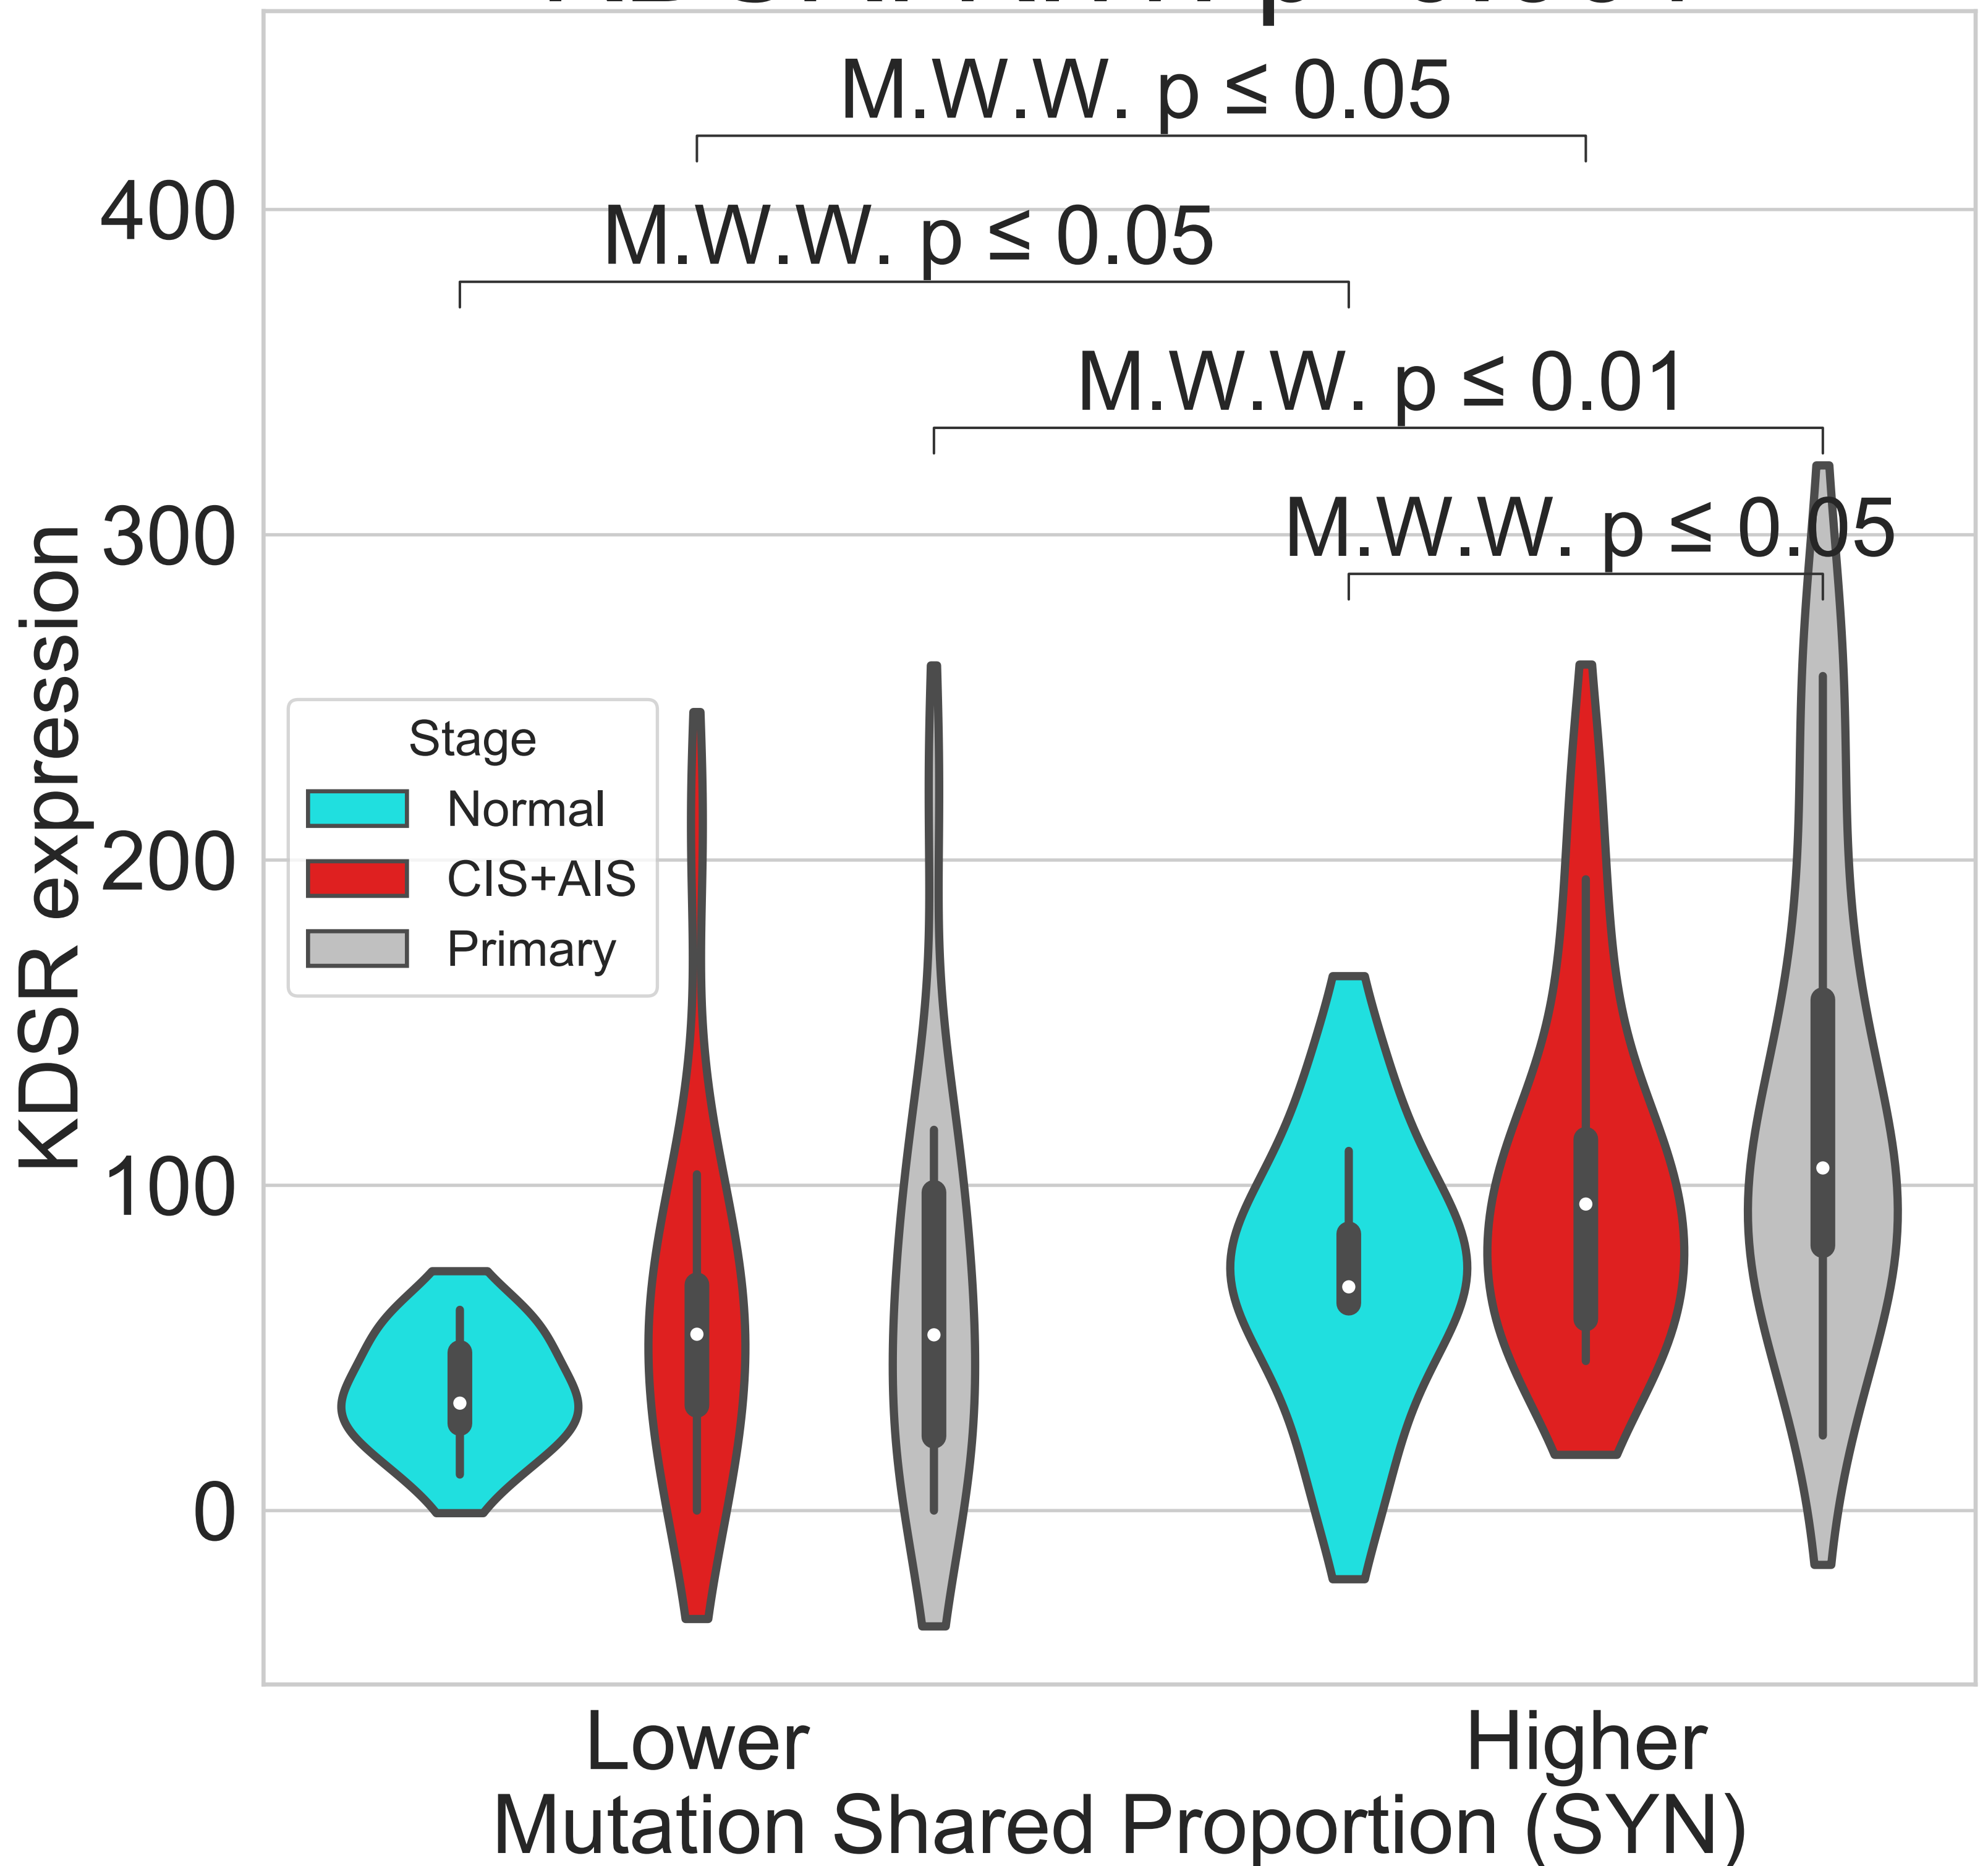 M.W.W. p ≤ 0.05
400
M.W.W. p ≤ 0.05
M.W.W. p ≤ 0.01
300
M.W.W. p ≤ 0.05
KDSR expression
Stage
Normal
CIS+AIS
Primary
200
100
0
Lower
Higher
Mutation Shared Proportion (SYN)